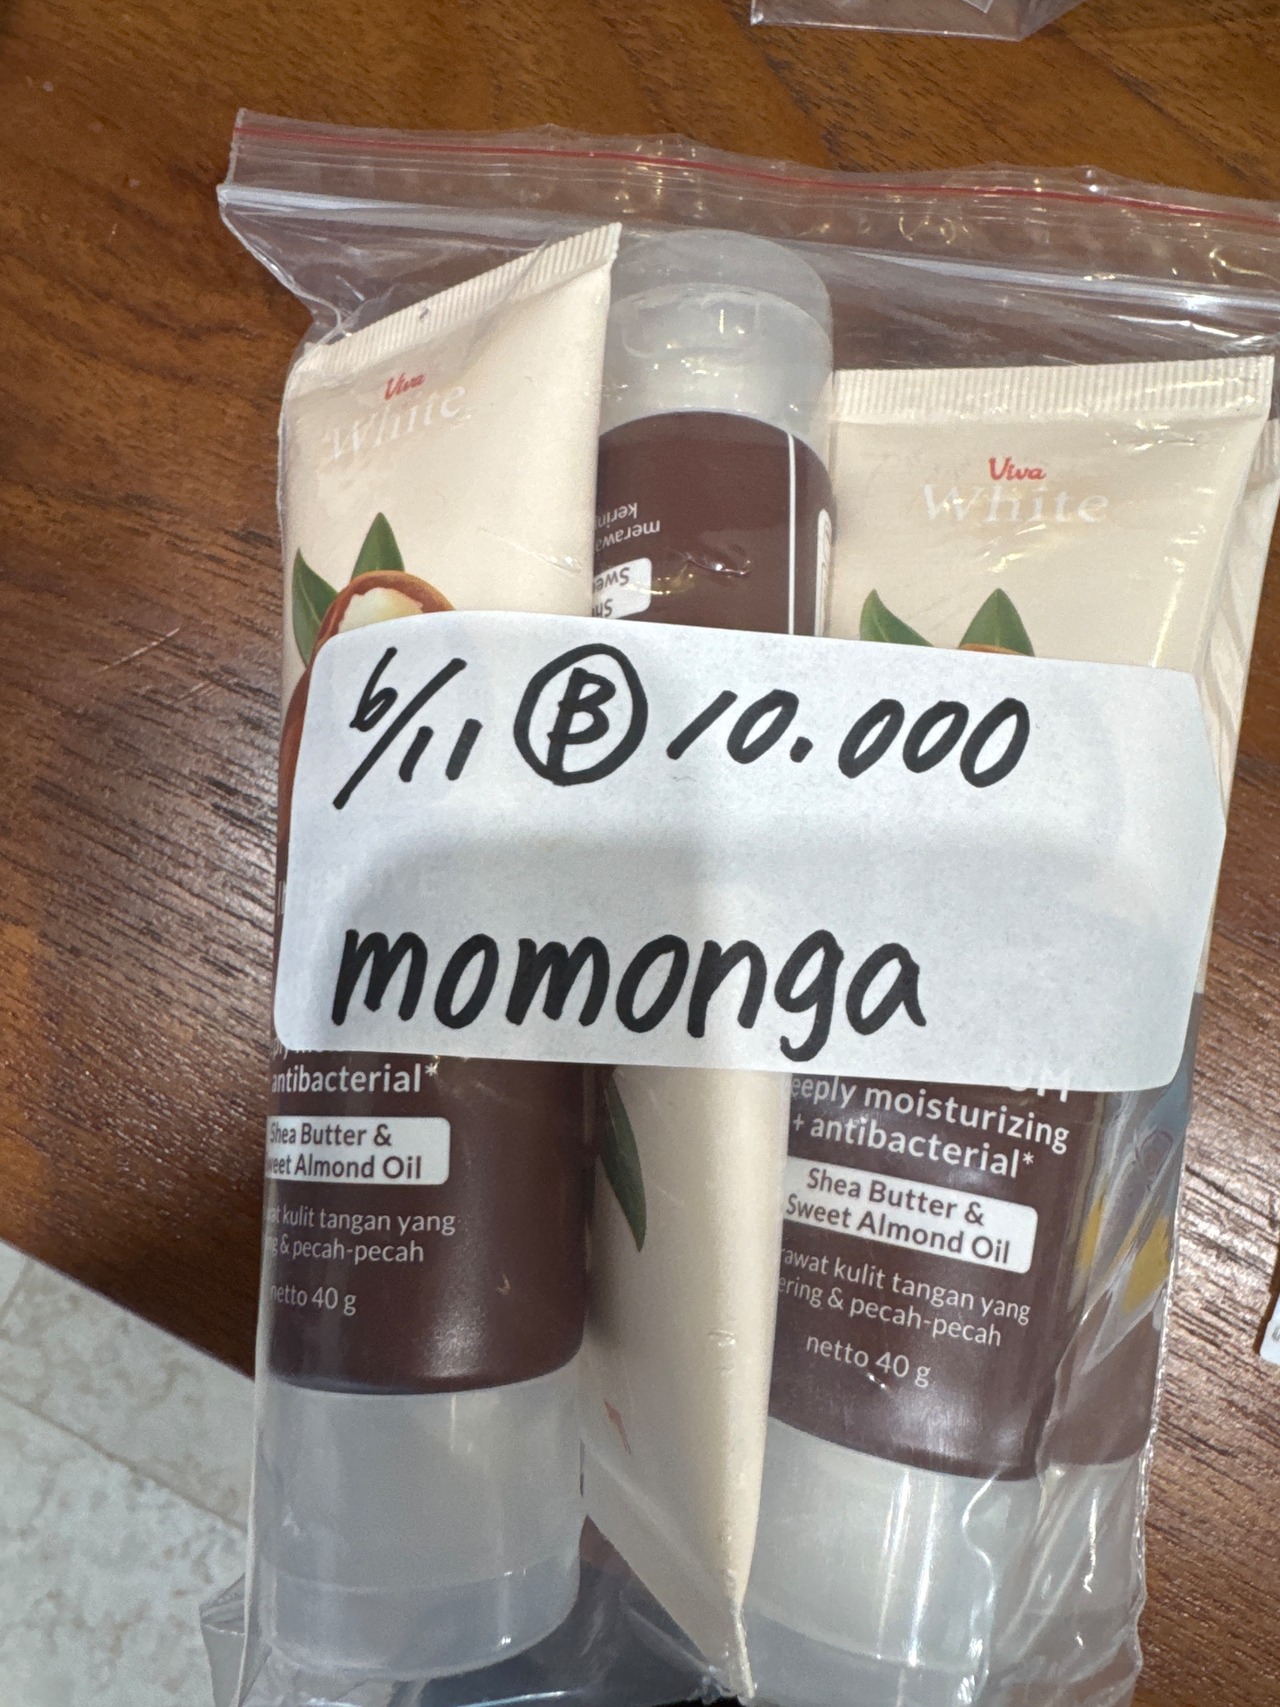 Viva
White
Viva
White
6/11 B 10.000
momonga
antibacterial*
Shea Butter &
Sweet Almond Oil
kulit tangan yang
& pecah-pecah
netto 40 g
deeply moisturizing
+ antibacterial*
Shea Butter &
Sweet Almond Oil
rawat kulit tangan yang
ering & pecah-pecah
netto 40 g